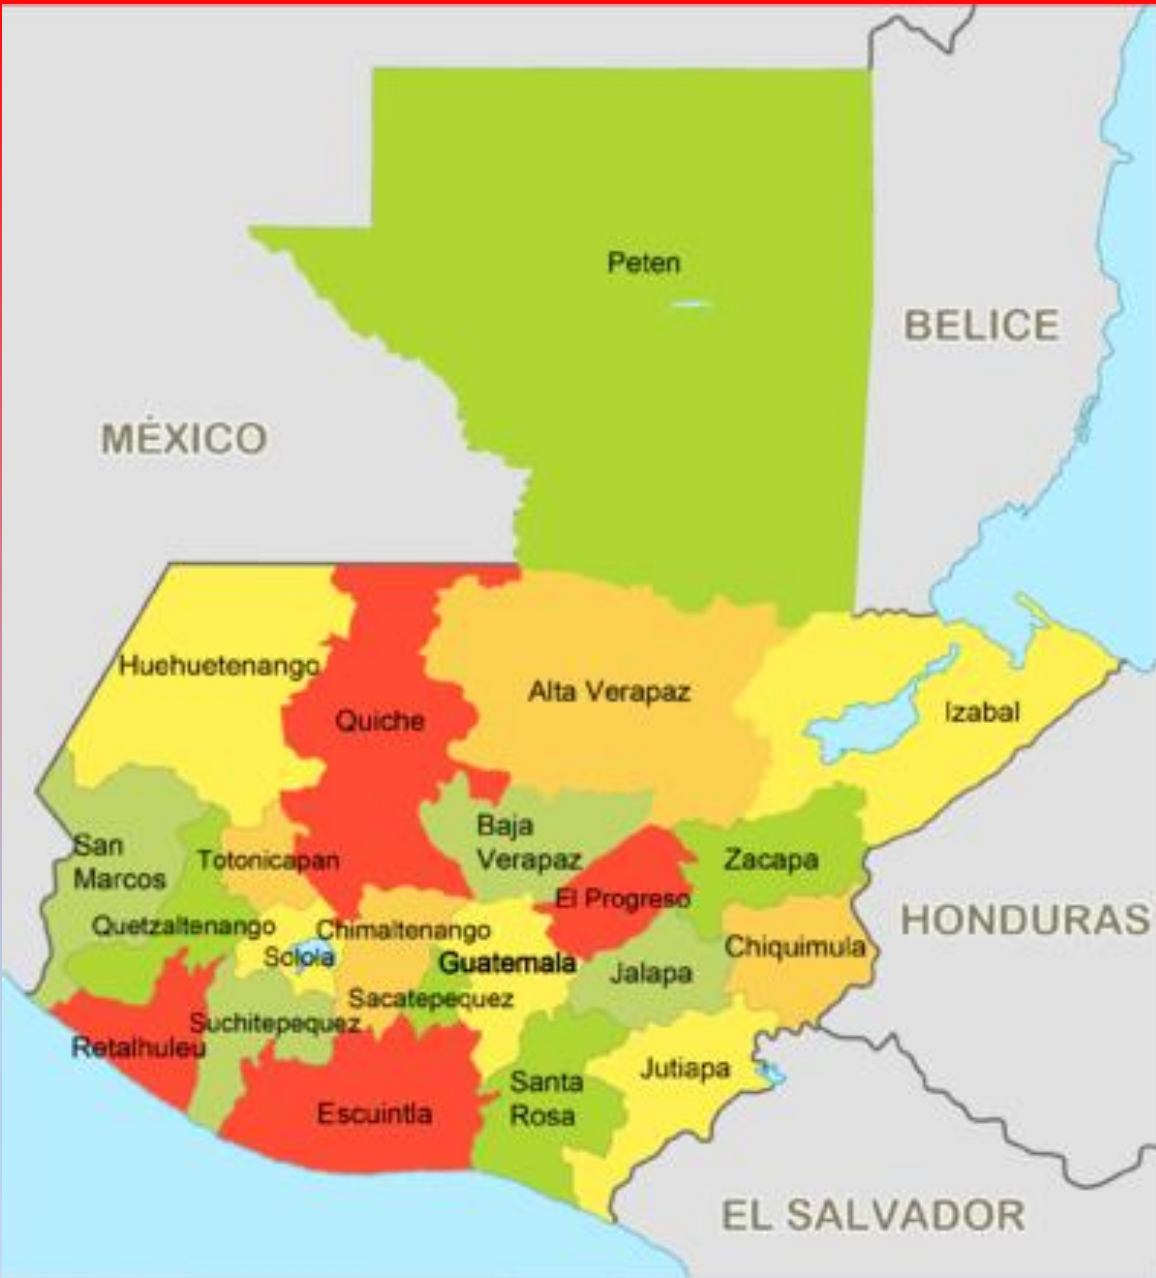 Peten
BELICE
MÉXICO
Huehuetenango
Alta Verapaz
Izabal
Quiche
Baja
Verapaz
San
Marcos
Totonicapan
Zacapa
El Progreso
Quetzaltenango
Chimaltenango
HONDURAS
Chiquimula
Solola
Guatemala
Jalapa
Sacatepequez
Suchitepequez
Retalhuleu
Jutiapa
Santa
Rosa
Escuintla
EL SALVADOR